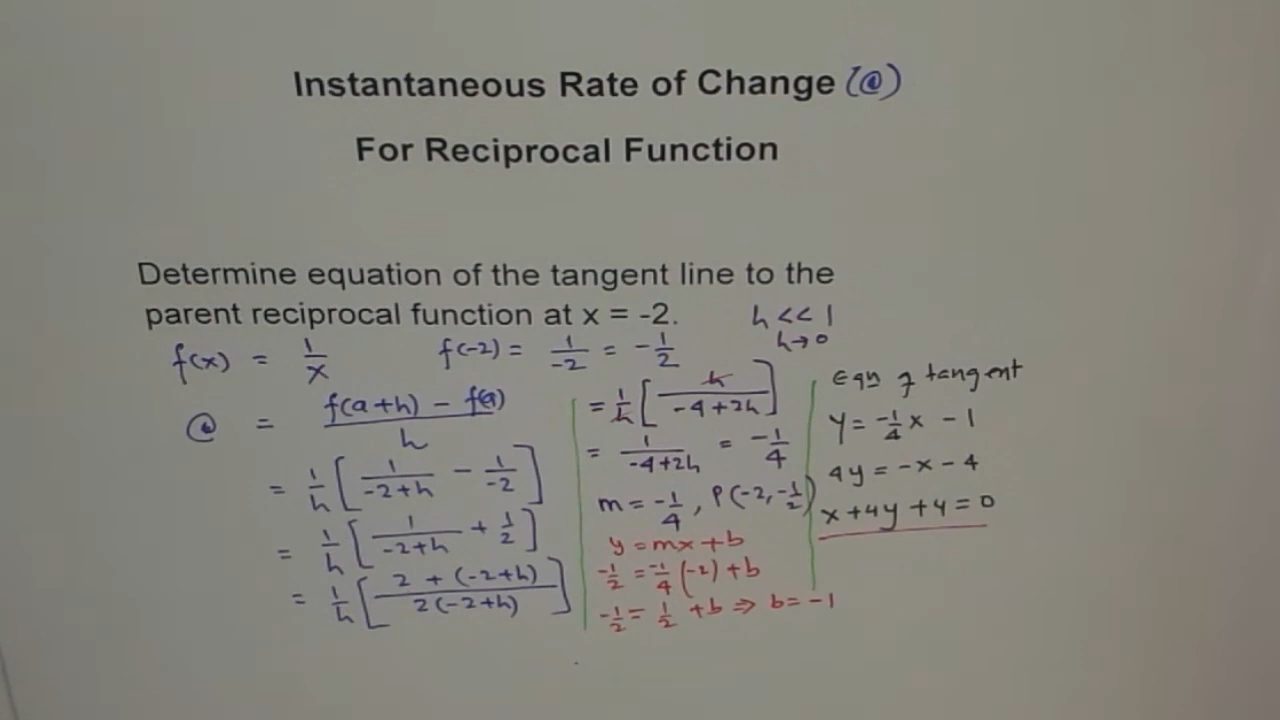 Instantaneous Rate of Change (@)
For Reciprocal Function
Determine equation of the tangent line to the
parent reciprocal function at x = -2.
h << 1
h → 0
f(x) = 1/x
f(-2) = 1/-2 = -1/2
@ = f(a+h) - f(a) / h
= 1/h [ 1/(-2+h) - 1/-2 ]
= 1/h [ 1/(-2+h) + 1/2 ]
= 1/h [ 2 + (-2+h) / 2(-2+h) ]
= 1/h [ h / (-4+2h) ]
= 1/(-4+2h) = -1/4
m = -1/4 , P(-2, -1/2)
y = mx + b
-1/2 = -1/4 (-2) + b
-1/2 = 1/2 + b ⇒ b = -1
Eqn of tangent
y = -1/4 x - 1
4y = -x - 4
x + 4y + 4 = 0